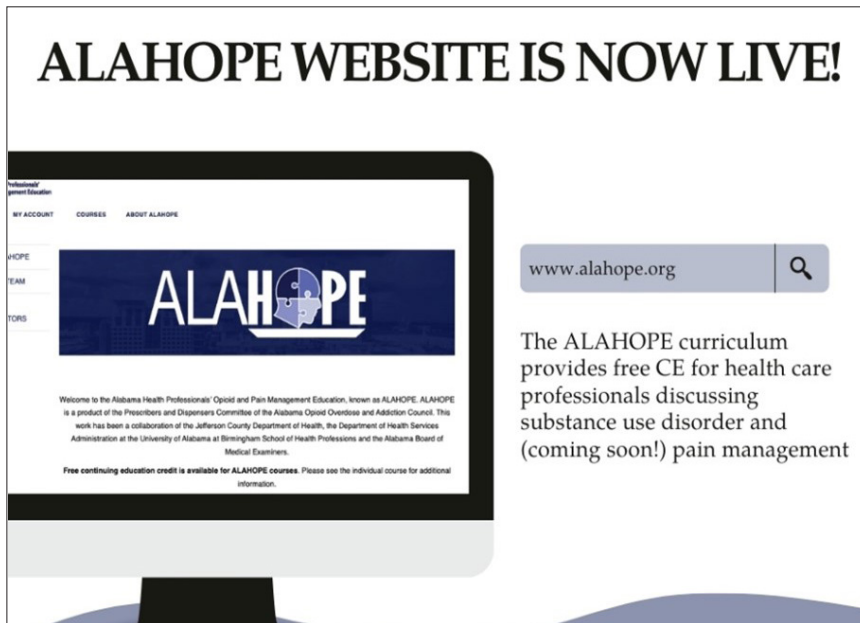 ALAHOPE WEBSITE IS NOW LIVE!
Professionals'
gement Education
MY ACCOUNT COURSES ABOUT ALAHOPE
AHOPE
TEAM
TORS
ALAHOPE
Welcome to the Alabama Health Professionals' Opioid and Pain Management Education, known as ALAHOPE. ALAHOPE
is a product of the Prescribers and Dispensers Committee of the Alabama Opioid Overdose and Addiction Council. This
work has been a collaboration of the Jefferson County Department of Health, the Department of Health Services
Administration at the University of Alabama at Birmingham School of Health Professions and the Alabama Board of
Medical Examiners.
Free continuing education credit is available for ALAHOPE courses. Please see the individual course for additional
information.
www.alahope.org
The ALAHOPE curriculum
provides free CE for health care
professionals discussing
substance use disorder and
(coming soon!) pain management